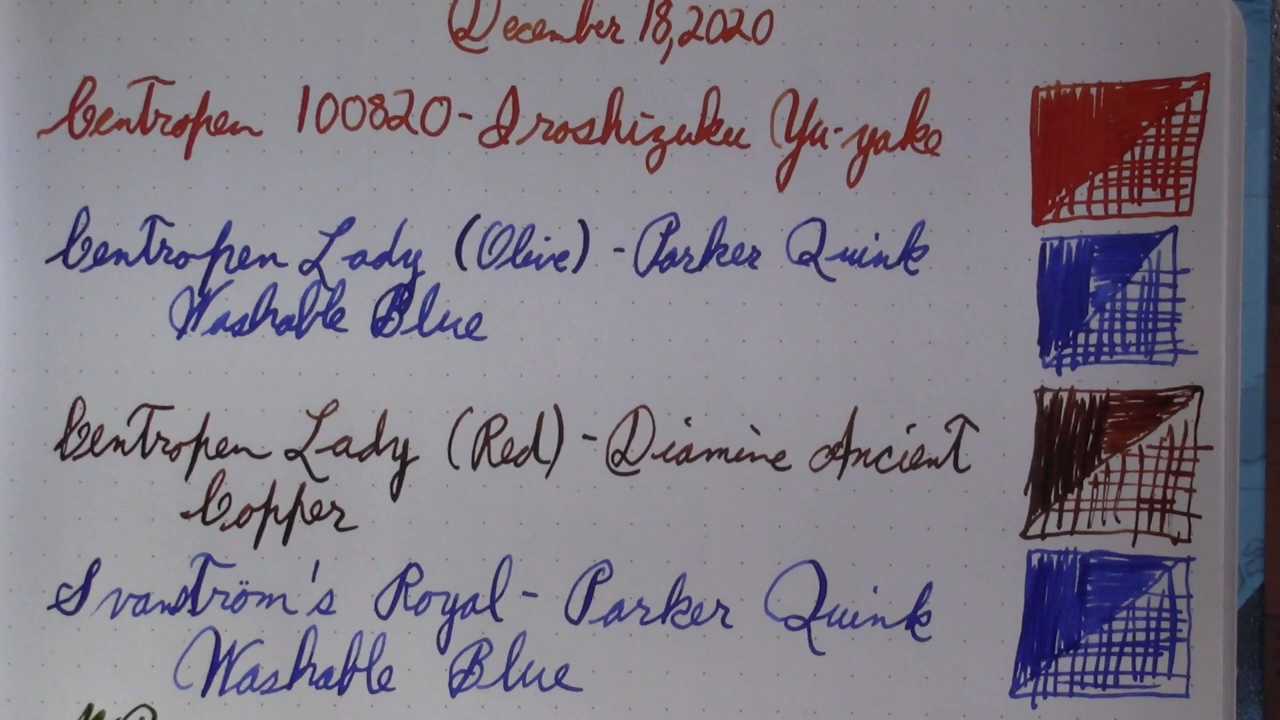 December 18, 2020
Centropen 100820 - Iroshizuku Yu-yake
Centropen Lady (Olive) - Parker Quink
Washable Blue
Centropen Lady (Red) - Diamine Ancient
Copper
Svanström's Royal - Parker Quink
Washable Blue